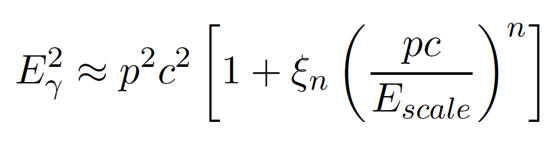 E_γ^2 ≈ p^2c^2 [1 + ξ_n (pc / E_scale)^n]